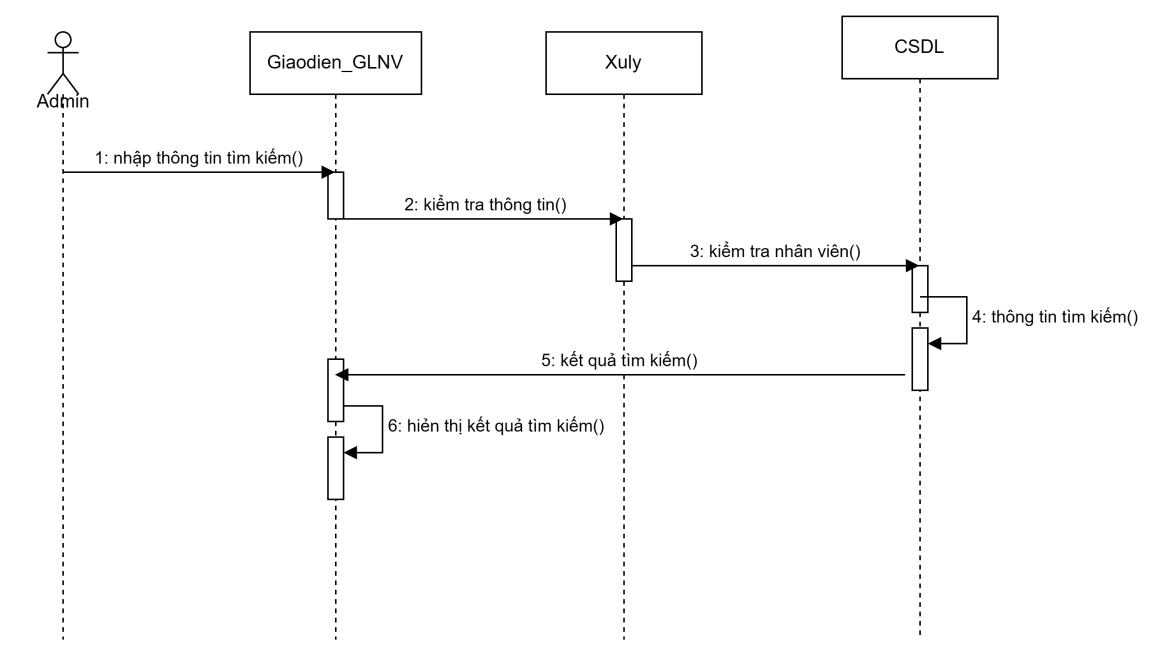 Admin
Giaodien_GLNV
Xuly
CSDL
1: nhập thông tin tìm kiếm()
2: kiểm tra thông tin()
3: kiểm tra nhân viên()
4: thông tin tìm kiếm()
5: kết quả tìm kiếm()
6: hiẻn thị kết quả tìm kiếm()